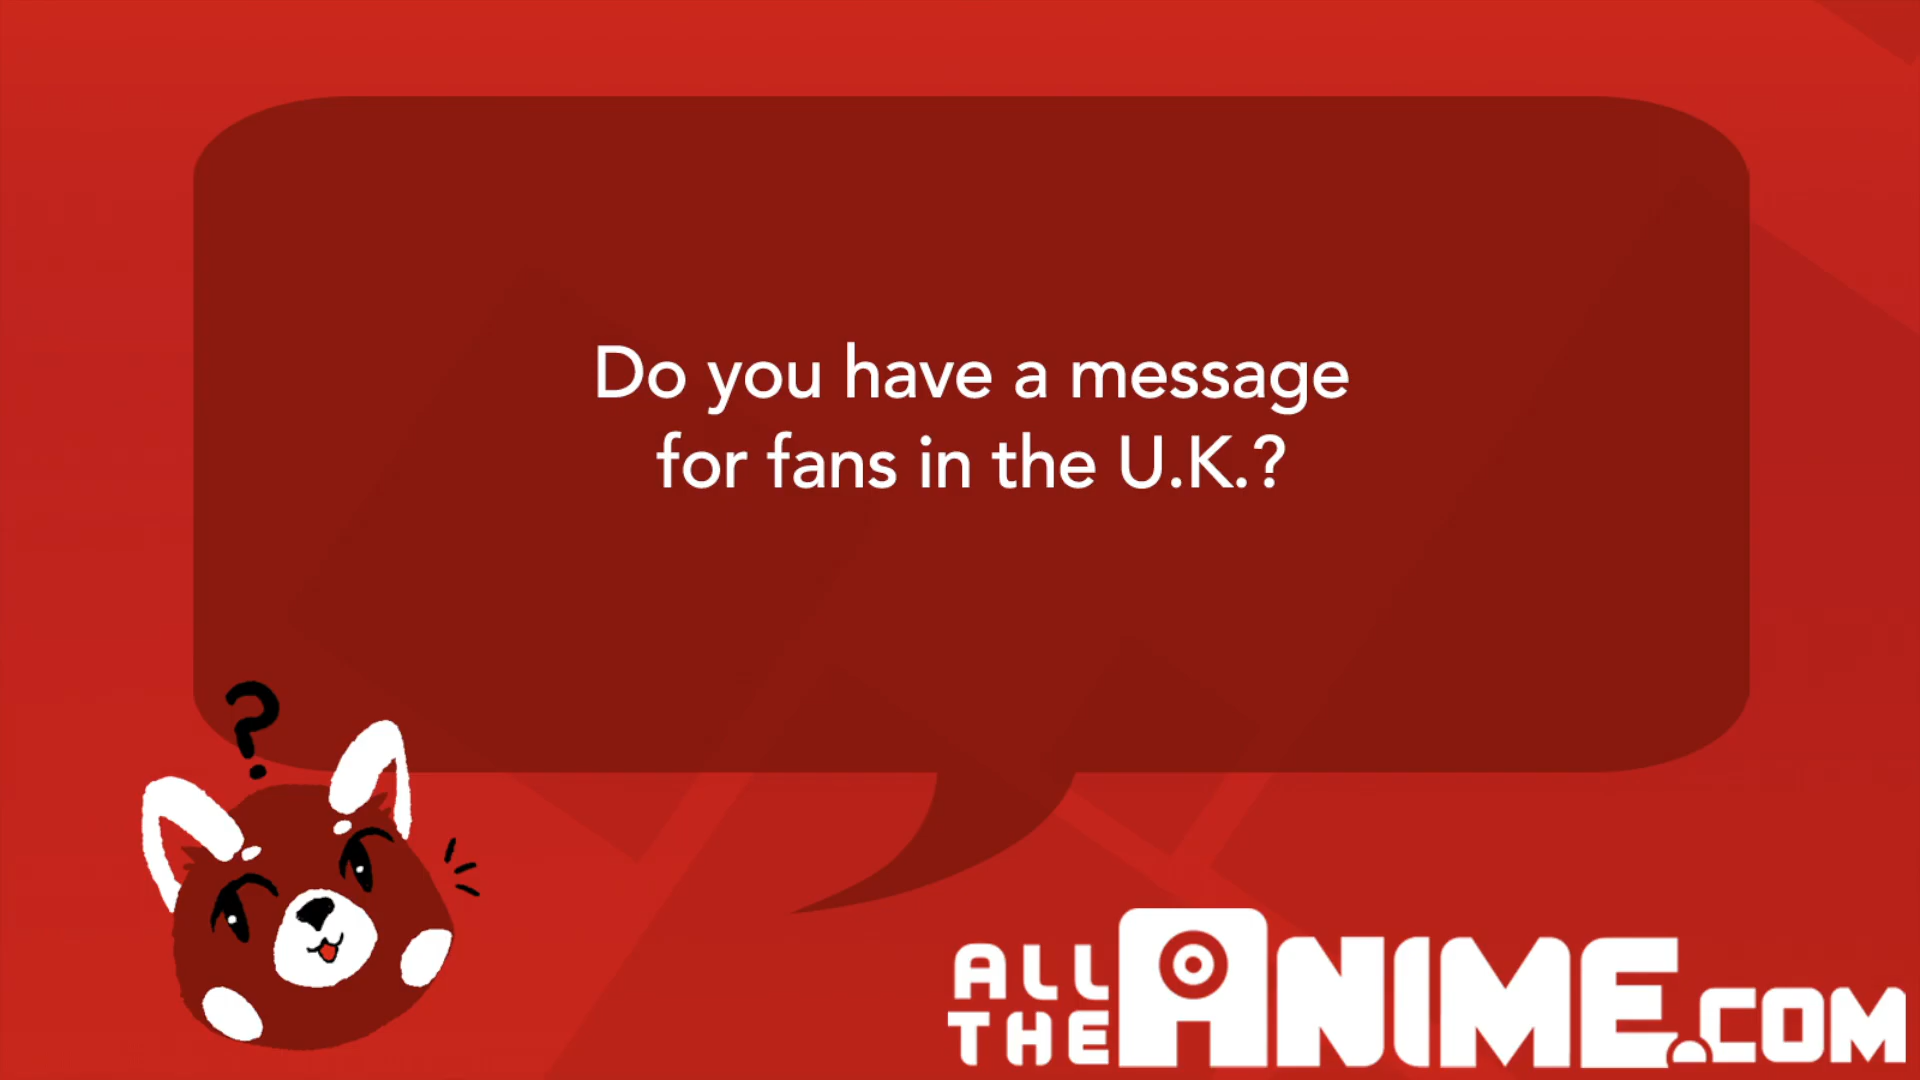 Do you have a message
for fans in the U.K.?
?
ALL
THE
ANIME.COM